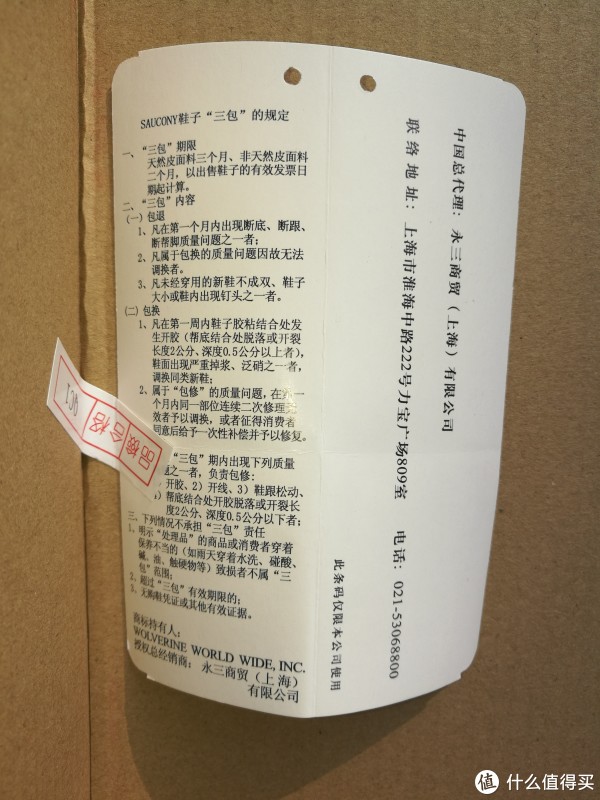 SAUCONY鞋子“三包”的规定
一、“三包”期限
天然皮面料三个月、非天然皮面料
二个月，以出售鞋子的有效发票日
期起计算。
二、“三包”内容
(一) 包退
1、凡在第一个月内出现断底、断跟、
断帮脚质量问题之一者；
2、凡属于包换的质量问题因故无法
调换者。
3、凡未经穿用的新鞋不成双、鞋子
大小或鞋内出现钉头之一者。
(二) 包换
1、凡在第一周内鞋子胶粘结合处发
生开胶（帮底结合处脱落或开裂
长度2公分、深度0.5公分以上者），
鞋面出现严重掉浆、泛硝之一者，
调换同类新鞋；
2、属于“包修”的质量问题，在
个月内同一部位连续二次修理
效者予以调换，或者征得消费者
同意后给予一次性补偿并予以修复。
“三包”期内出现下列质量
之一者，负责包修：
开胶、2）开线、3）鞋跟松动、
帮底结合处开胶脱落或开裂长
度2公分、深度0.5公分以下者；
三、下列情况不承担“三包”责任
1、明示“处理品”的商品或消费者穿着
保养不当的（如雨天穿着水洗、碰酸、
碱、油、触硬物等）致损者不属“三
包”范围；
2、超过“三包”有效期限的；
3、无购鞋凭证或其他有效证据。
商标持有人：
WOLVERINE WORLD WIDE, INC.
授权总经销商：永三商贸（上海）
有限公司
中国总代理：永三商贸（上海）有限公司
联络地址：上海市淮海中路222号力宝广场809室 电话：021-53068800
此条码仅限本公司使用
品检合格
值 什么值得买